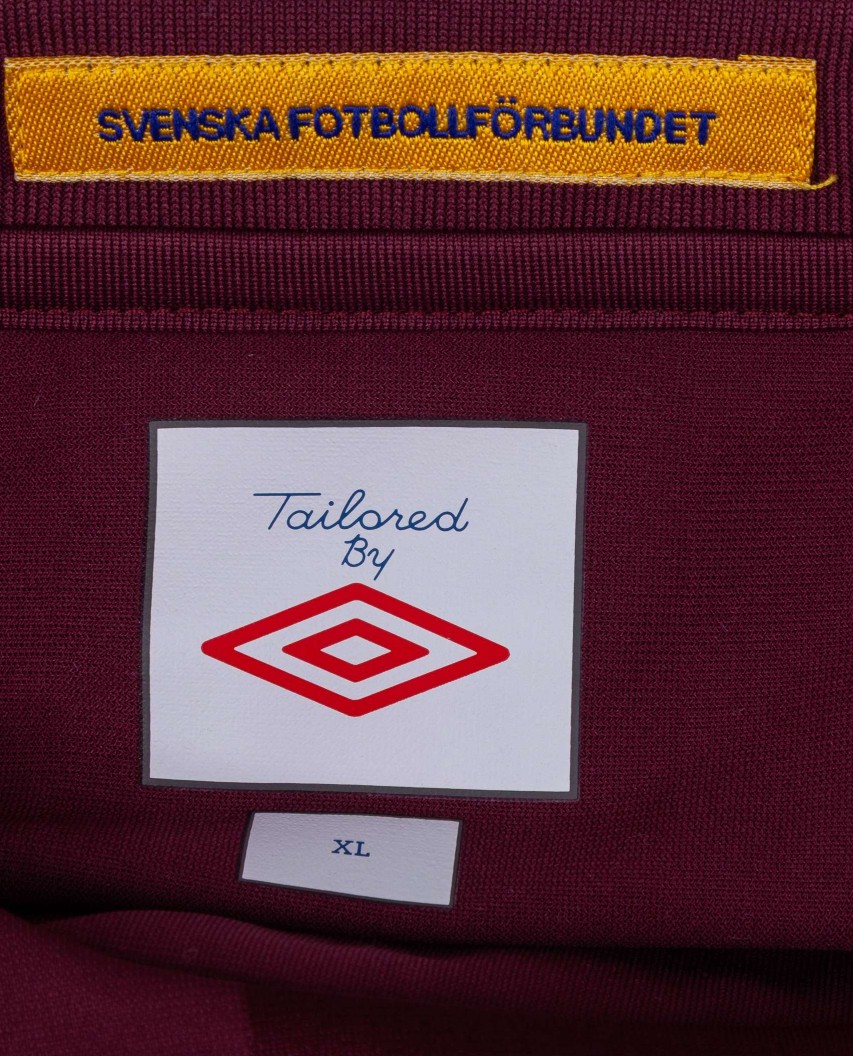 SVENSKA FOTBOLLFÖRBUNDET
Tailored
By
XL